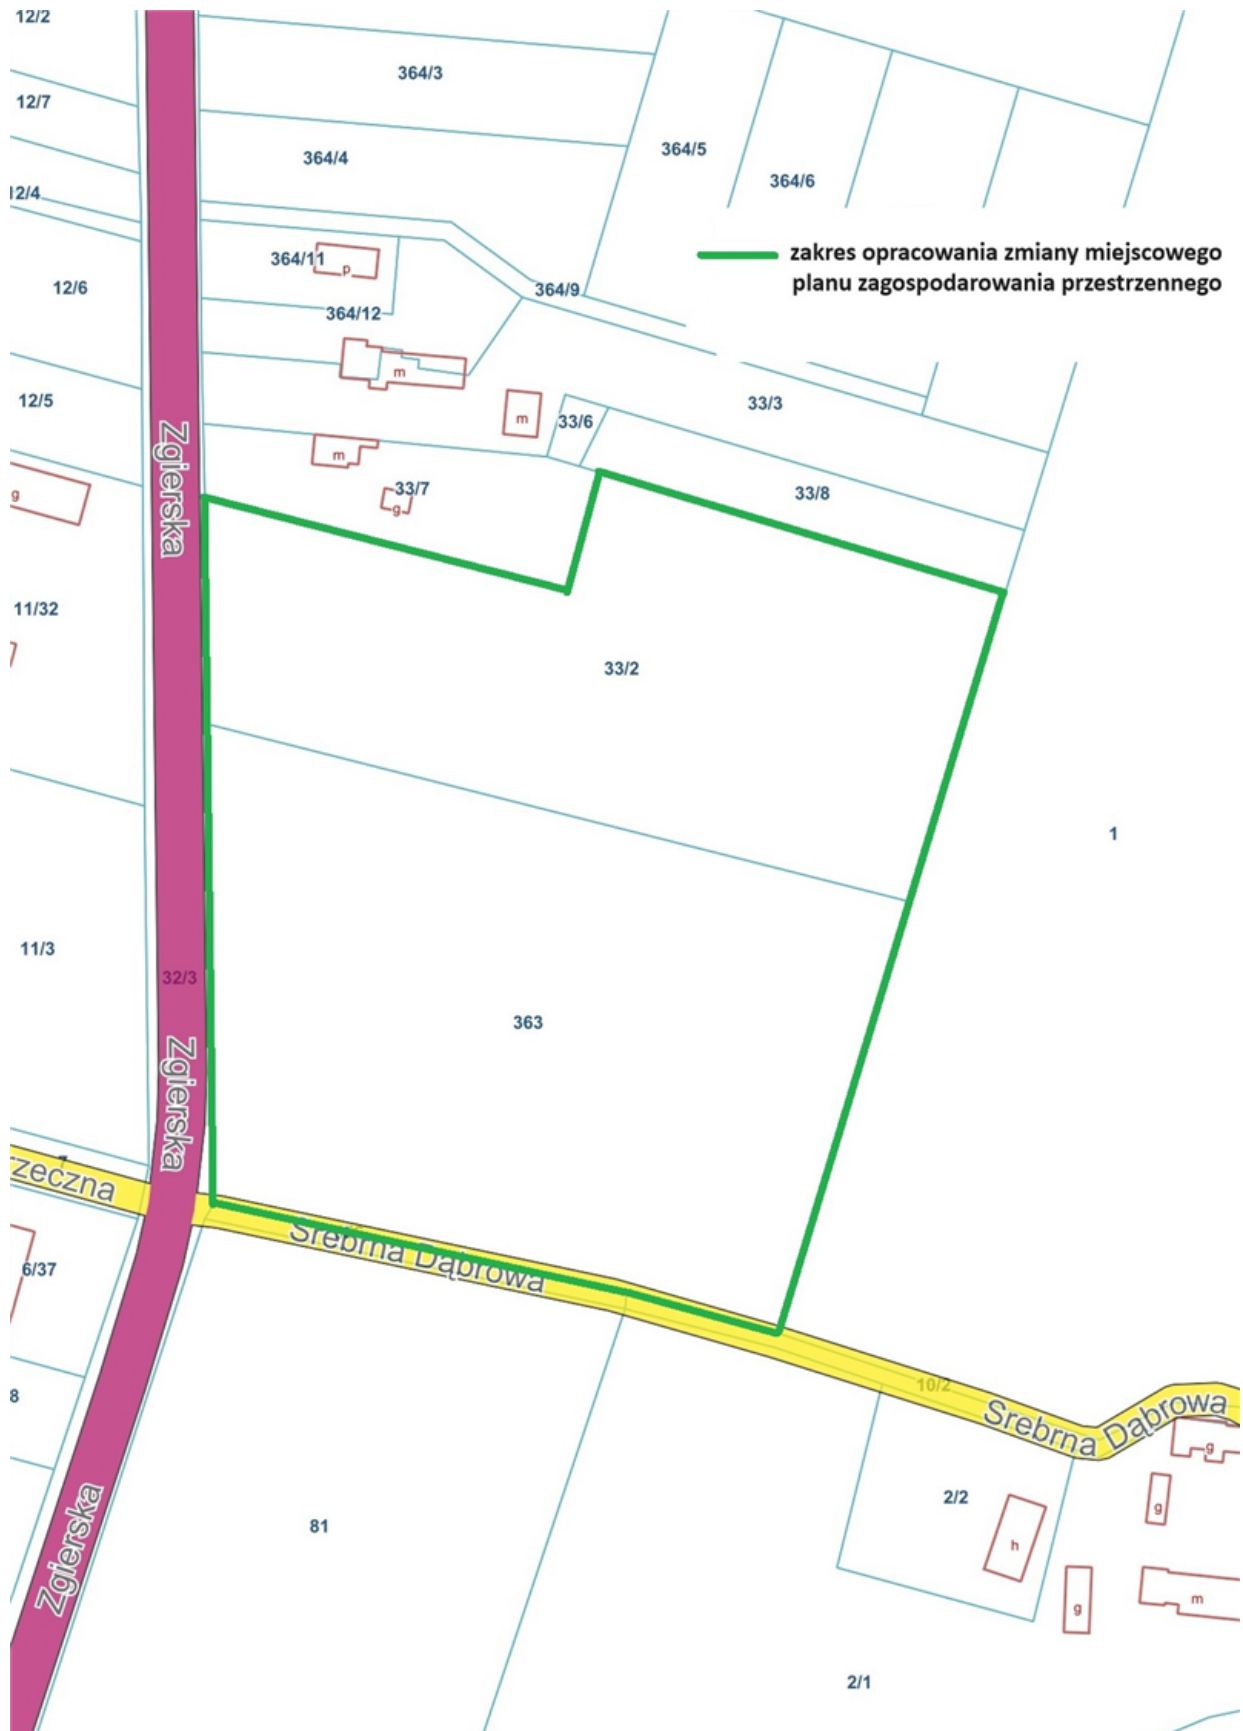 12/2
364/3
12/7
364/5
364/4
364/6
12/4
zakres opracowania zmiany miejscowego
planu zagospodarowania przestrzennego
364/11
p
12/6
364/9
364/12
m
12/5
33/3
m
33/6
Zgierska
m
33/7
33/8
g
g
11/32
33/2
1
11/3
32/3
363
Zgierska
7
rzeczna
Srebrna Dąbrowa
6/37
10/2
8
Srebrna Dąbrowa
g
2/2
g
Zgierska
81
h
g
m
2/1